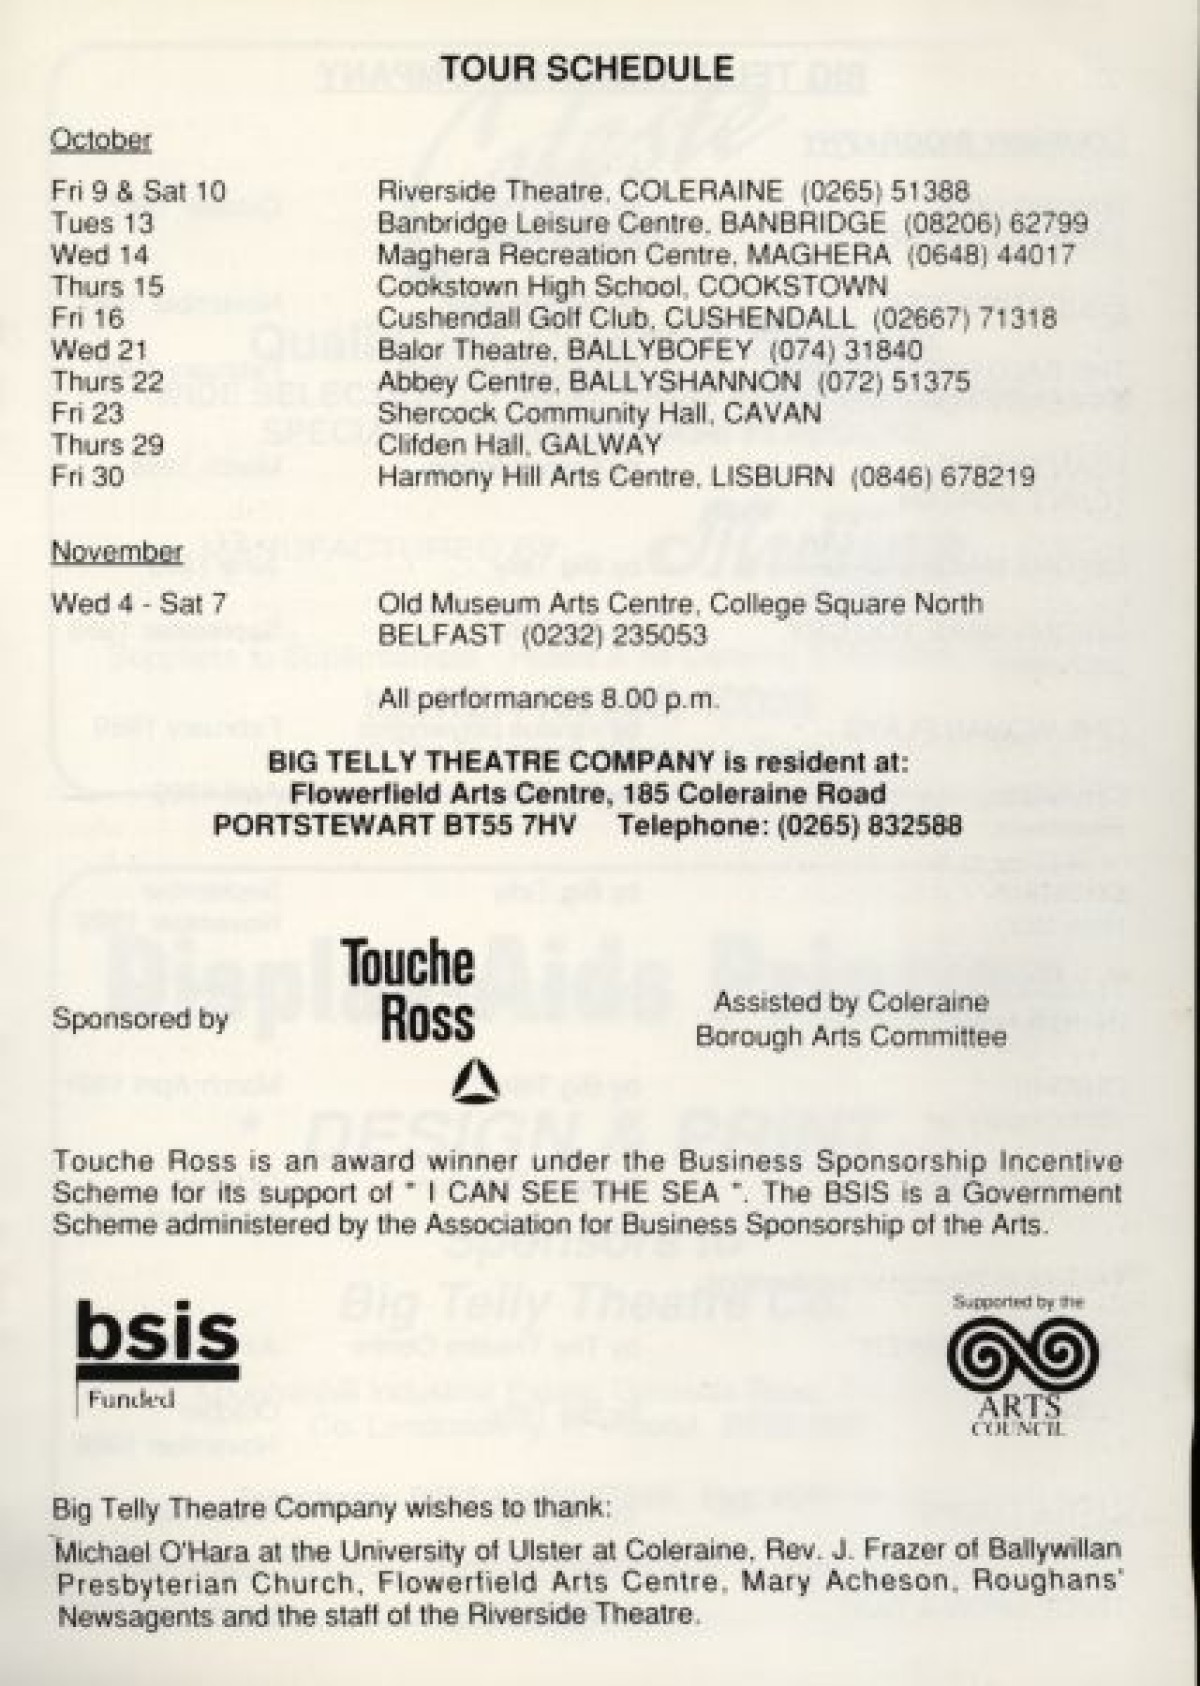 TOUR SCHEDULE
October
Fri 9 & Sat 10 Riverside Theatre, COLERAINE (0265) 51388
Tues 13 Banbridge Leisure Centre, BANBRIDGE (08206) 62799
Wed 14 Maghera Recreation Centre, MAGHERA (0648) 44017
Thurs 15 Cookstown High School, COOKSTOWN
Fri 16 Cushendall Golf Club, CUSHENDALL (02667) 71318
Wed 21 Balor Theatre, BALLYBOFEY (074) 31840
Thurs 22 Abbey Centre, BALLYSHANNON (072) 51375
Fri 23 Shercock Community Hall, CAVAN
Thurs 29 Clifden Hall, GALWAY
Fri 30 Harmony Hill Arts Centre, LISBURN (0846) 678219
November
Wed 4 - Sat 7 Old Museum Arts Centre, College Square North
BELFAST (0232) 235053
All performances 8.00 p.m.
BIG TELLY THEATRE COMPANY is resident at:
Flowerfield Arts Centre, 185 Coleraine Road
PORTSTEWART BT55 7HV Telephone: (0265) 832588
Sponsored by
Touche
Ross
Assisted by Coleraine
Borough Arts Committee
Touche Ross is an award winner under the Business Sponsorship Incentive
Scheme for its support of " I CAN SEE THE SEA ". The BSIS is a Government
Scheme administered by the Association for Business Sponsorship of the Arts.
bsis
Funded
Supported by the
ARTS
COUNCIL
Big Telly Theatre Company wishes to thank:
Michael O'Hara at the University of Ulster at Coleraine, Rev. J. Frazer of Ballywillan
Presbyterian Church, Flowerfield Arts Centre, Mary Acheson, Roughans'
Newsagents and the staff of the Riverside Theatre.